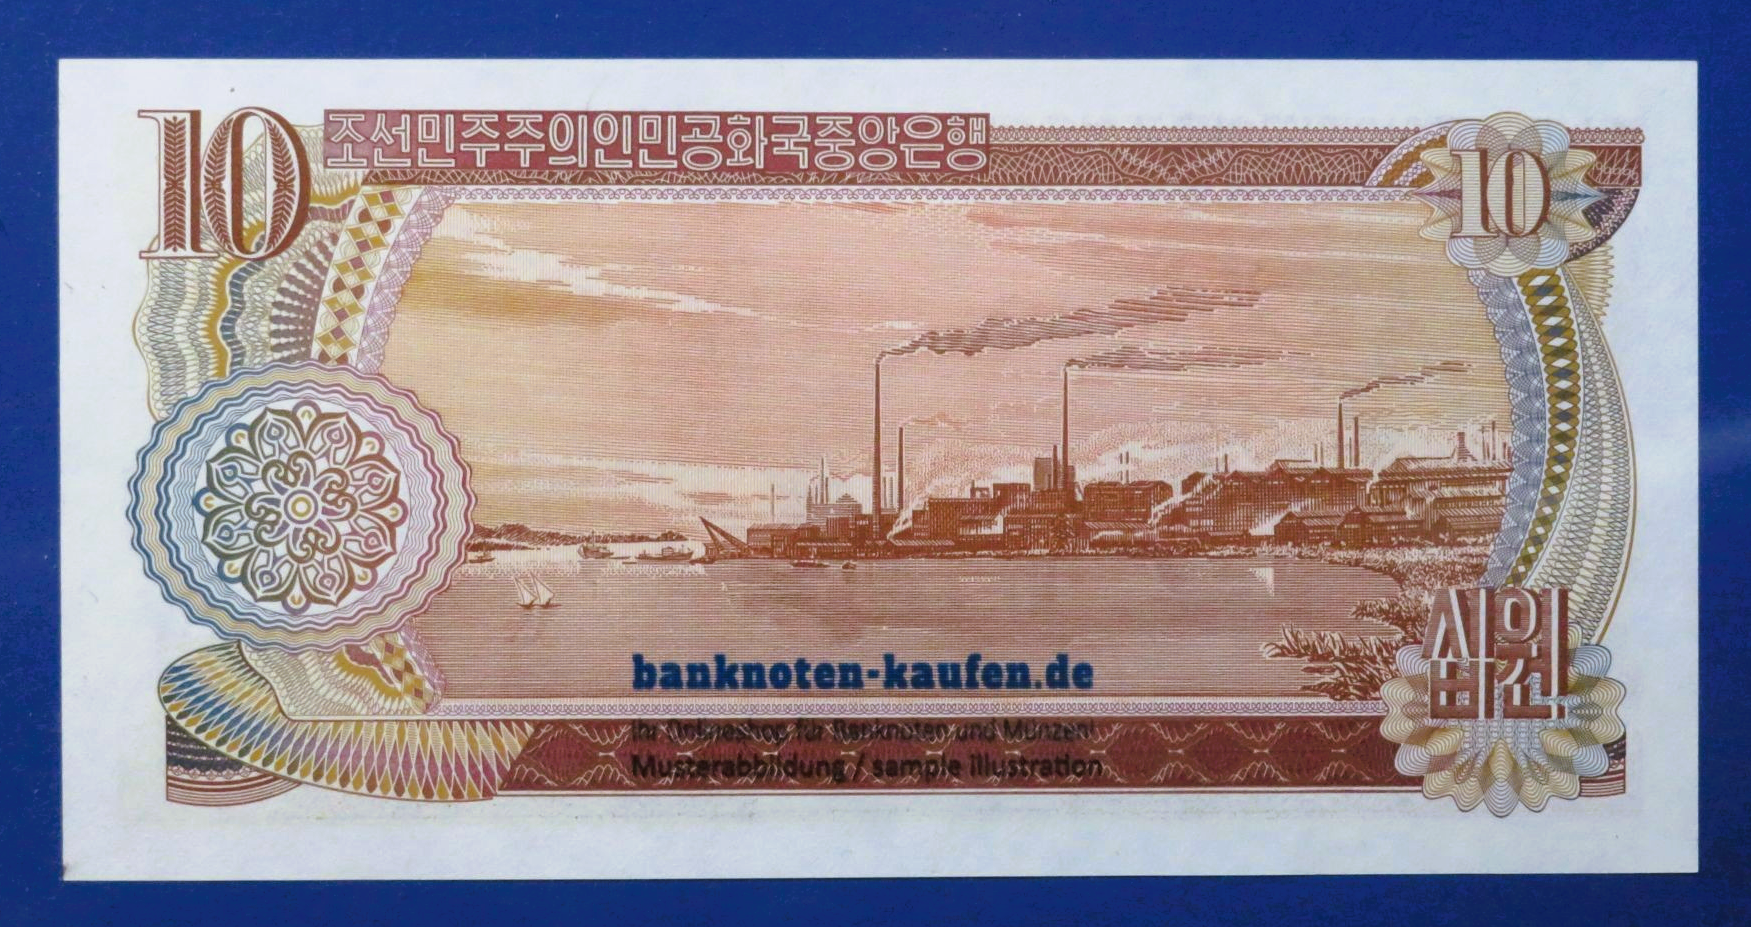 10
조선민주주의인민공화국중앙은행
10
banknoten-kaufen.de
Ihr Onlineshop für Banknoten und Münzen!
Musterabbildung / sample illustration
십원